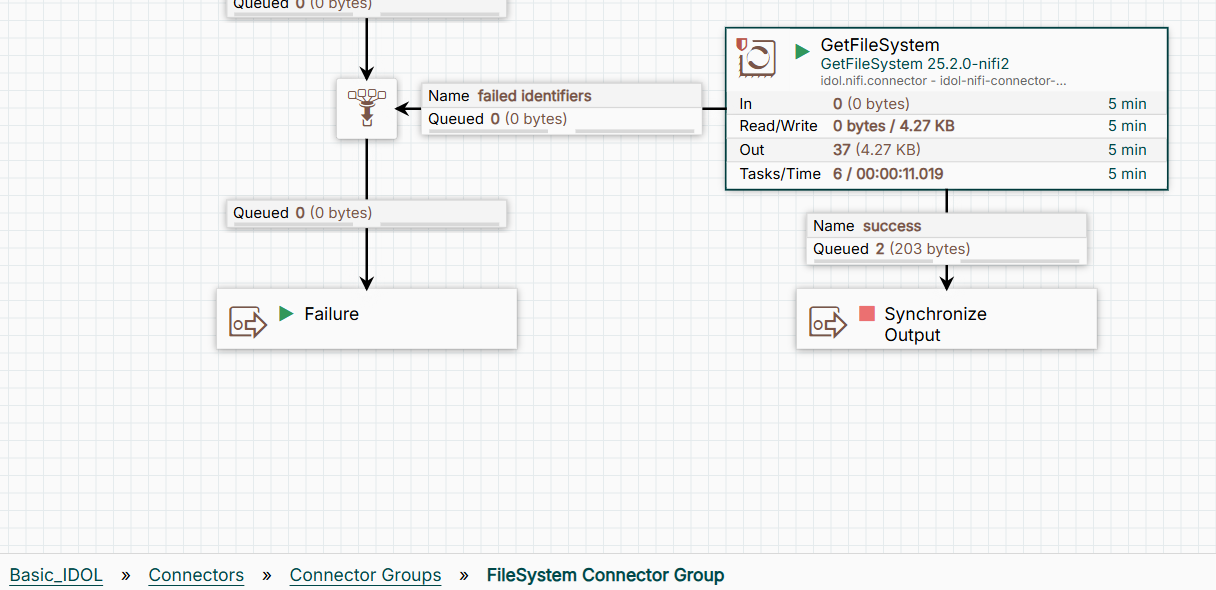 Queued 0 (0 bytes)
GetFileSystem
GetFileSystem 25.2.0-nifi2
idol.nifi.connector - idol-nifi-connector-...
In 0 (0 bytes) 5 min
Read/Write 0 bytes / 4.27 KB 5 min
Out 37 (4.27 KB) 5 min
Tasks/Time 6 / 00:00:11.019 5 min
Name failed identifiers
Queued 0 (0 bytes)
Queued 0 (0 bytes)
Name success
Queued 2 (203 bytes)
Failure
Synchronize
Output
Basic_IDOL » Connectors » Connector Groups » FileSystem Connector Group